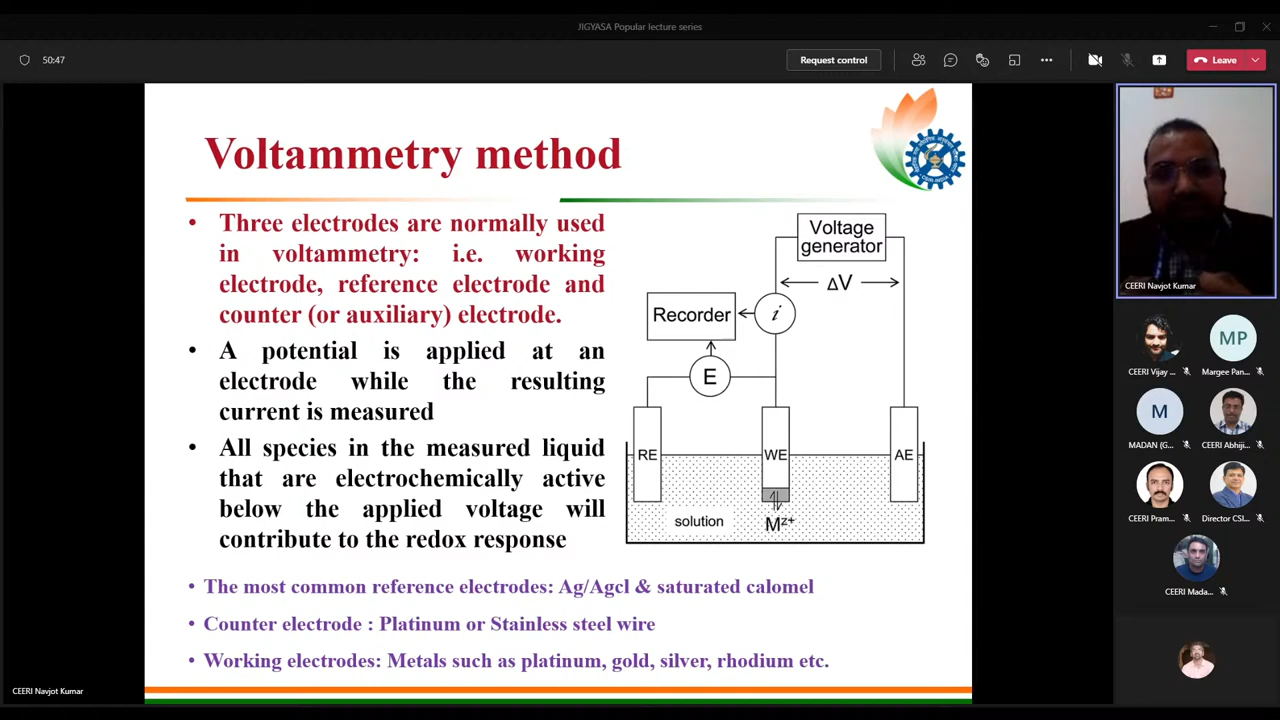 JIGYASA Popular lecture series
50:47
Request control
Leave
Voltammetry method
• Three electrodes are normally used
in voltammetry: i.e. working
electrode, reference electrode and
counter (or auxiliary) electrode.
• A potential is applied at an
electrode while the resulting
current is measured
• All species in the measured liquid
that are electrochemically active
below the applied voltage will
contribute to the redox response
Voltage
generator
ΔV
Recorder
i
E
RE
WE
AE
solution
Mz+
• The most common reference electrodes: Ag/Agcl & saturated calomel
• Counter electrode : Platinum or Stainless steel wire
• Working electrodes: Metals such as platinum, gold, silver, rhodium etc.
CEERI Navjot Kumar
CEERI Navjot Kumar
CEERI Vijay
MP
Margee Pan...
M
MADAN (G...
CEERI Abhiji...
CEERI Pram...
Director CSI...
CEERI Mada...